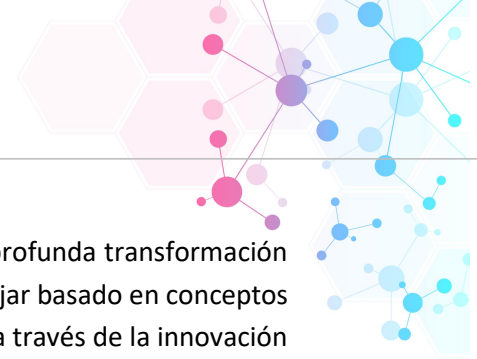 profunda transformación
jar basado en conceptos
a través de la innovación